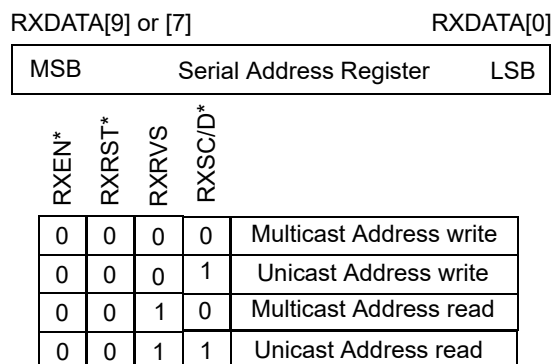 RXDATA[9] or [7] RXDATA[0]
MSB Serial Address Register LSB
RXEN* RXRST* RXRVS RXSC/D*
0 0 0 0 Multicast Address write
0 0 0 1 Unicast Address write
0 0 1 0 Multicast Address read
0 0 1 1 Unicast Address read